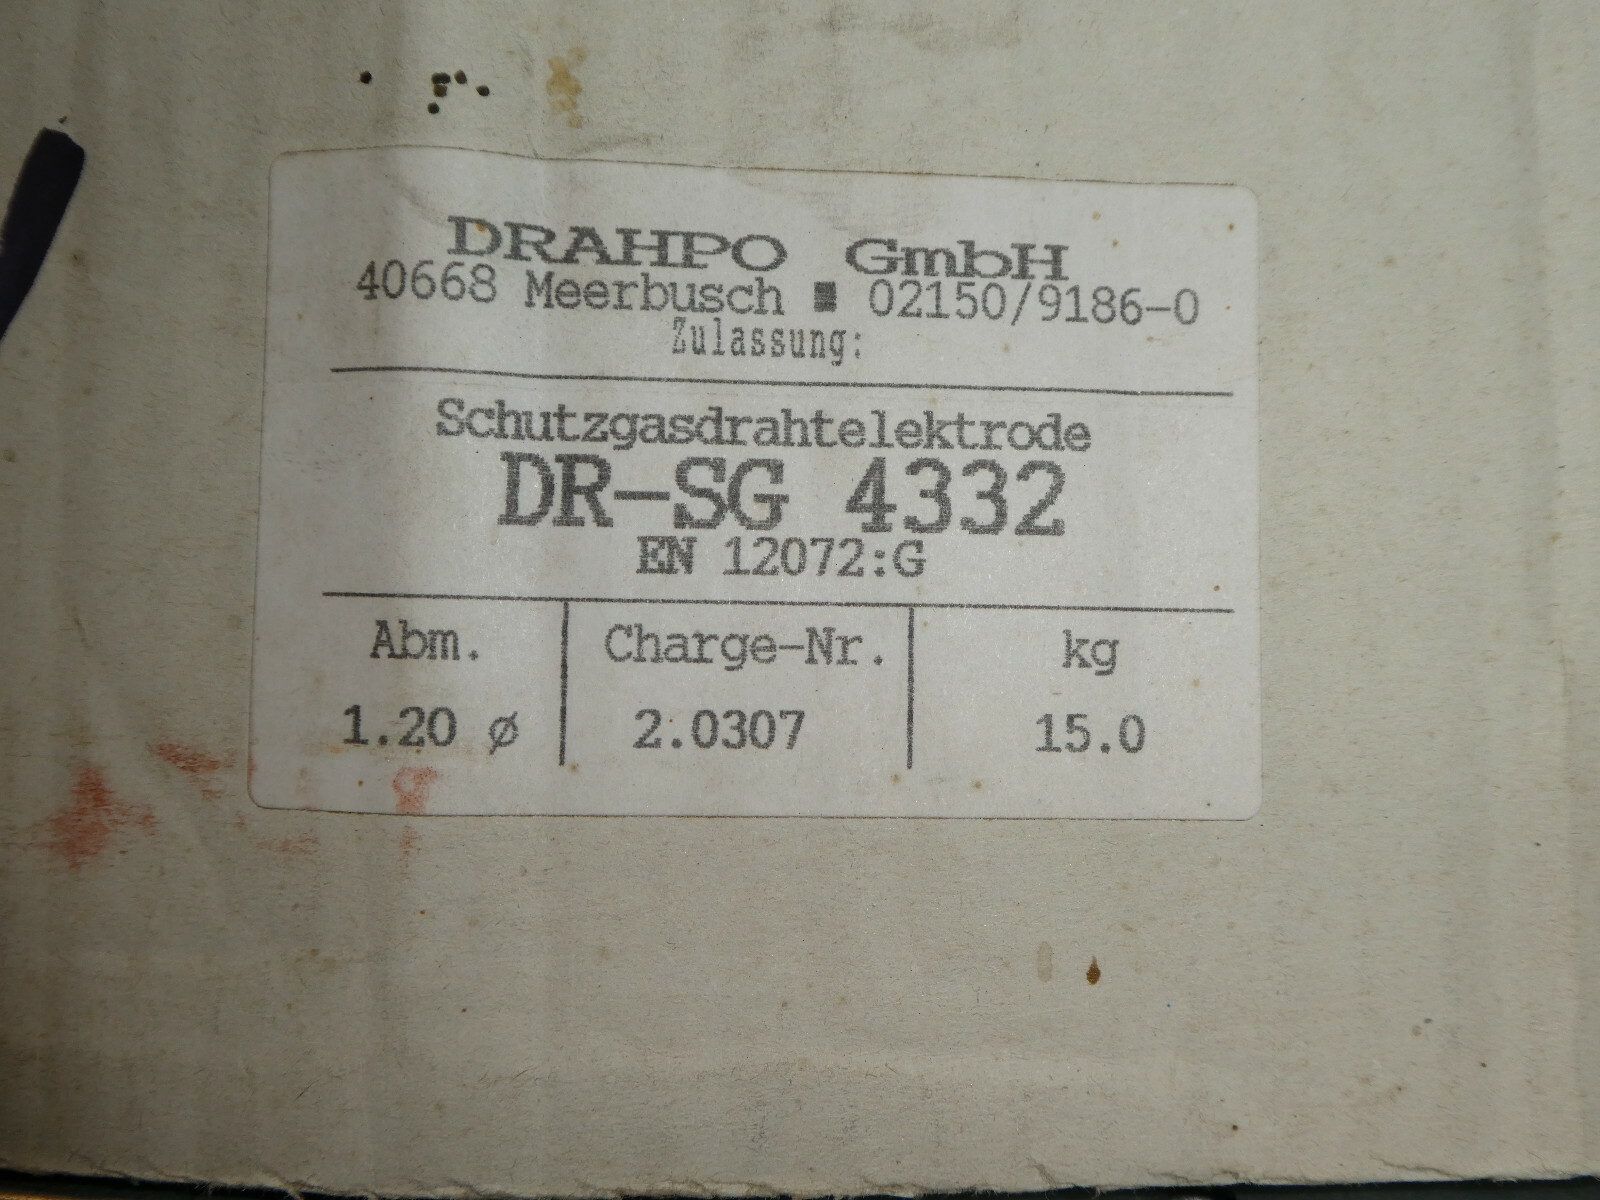 DRAHPO GmbH
40668 Meerbusch ■ 02150/9186-0
Zulassung:
Schutzgasdrahtelektrode
DR-SG 4332
EN 12072:G
Abm. Charge-Nr. kg
1.20 ø 2.0307 15.0